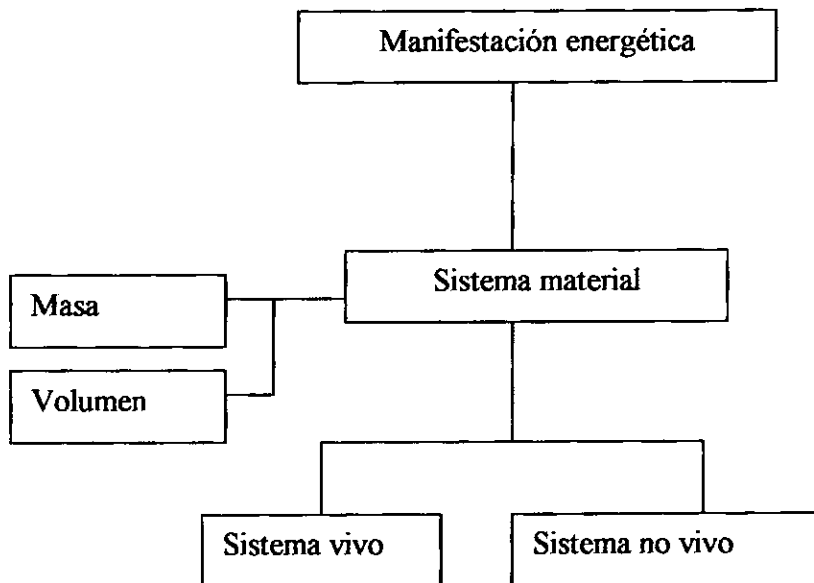 Manifestación energética
Sistema material
Masa
Volumen
Sistema vivo
Sistema no vivo